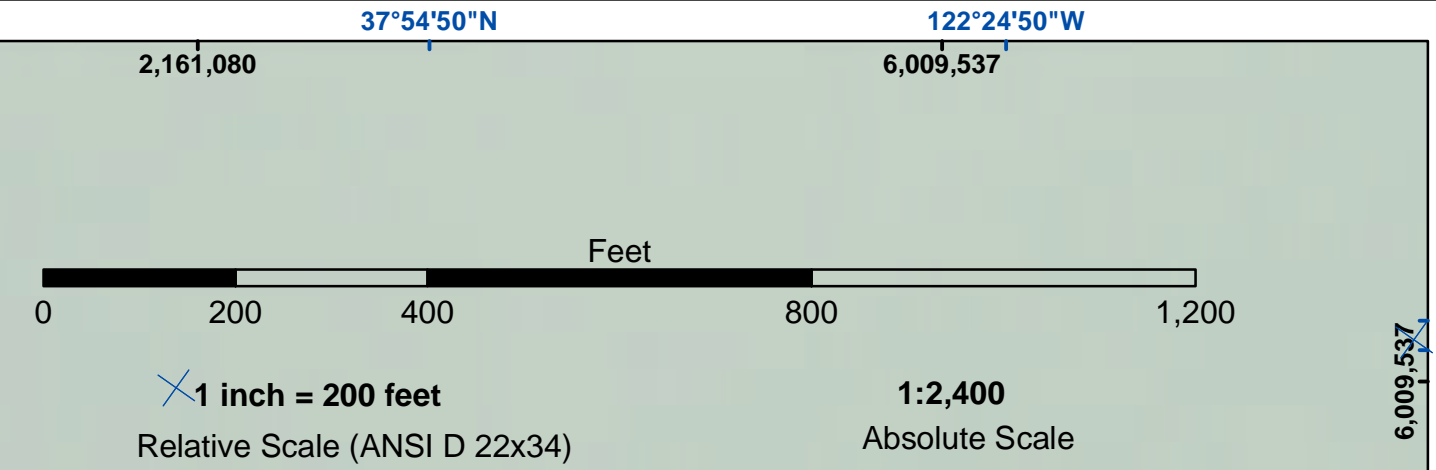 37°54'50"N 122°24'50"W
2,161,080 6,009,537
Feet
0 200 400 800 1,200
1 inch = 200 feet 1:2,400
Relative Scale (ANSI D 22x34) Absolute Scale
6,009,537